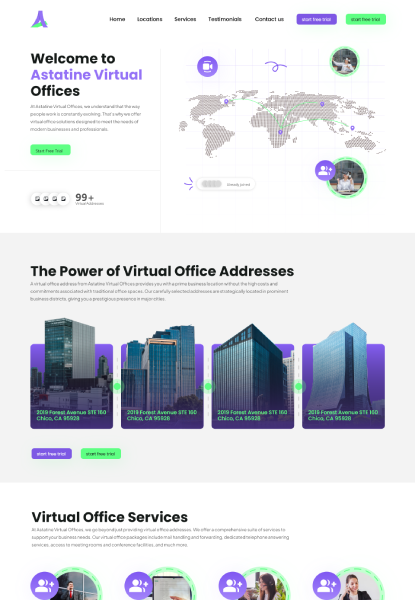 Home Locations Services Testimonials Contact us start free trial start free trial
Welcome to
Astatine Virtual
Offices
At Astatine Virtual Offices, we understand that the way
people work is constantly evolving. That's why we offer
virtual office solutions designed to meet the needs of
modern businesses and professionals.
Start Free Trial
99+
Virtual Addresses
Already joined
The Power of Virtual Office Addresses
A virtual office address from Astatine Virtual Offices provides you with a prime business location without the high costs and
commitments associated with traditional office spaces. Our carefully selected addresses are strategically located in prominent
business districts, giving you a prestigious presence in major cities.
2019 Forest Avenue STE 160
Chico, CA 95928
2019 Forest Avenue STE 160
Chico, CA 95928
2019 Forest Avenue STE 160
Chico, CA 95928
2019 Forest Avenue STE 160
Chico, CA 95928
start free trial start free trial
Virtual Office Services
At Astatine Virtual Offices, we go beyond just providing virtual office addresses. We offer a comprehensive suite of services to
support your business needs. Our virtual office packages include mail handling and forwarding, dedicated telephone answering
services, access to meeting rooms and conference facilities, and much more.